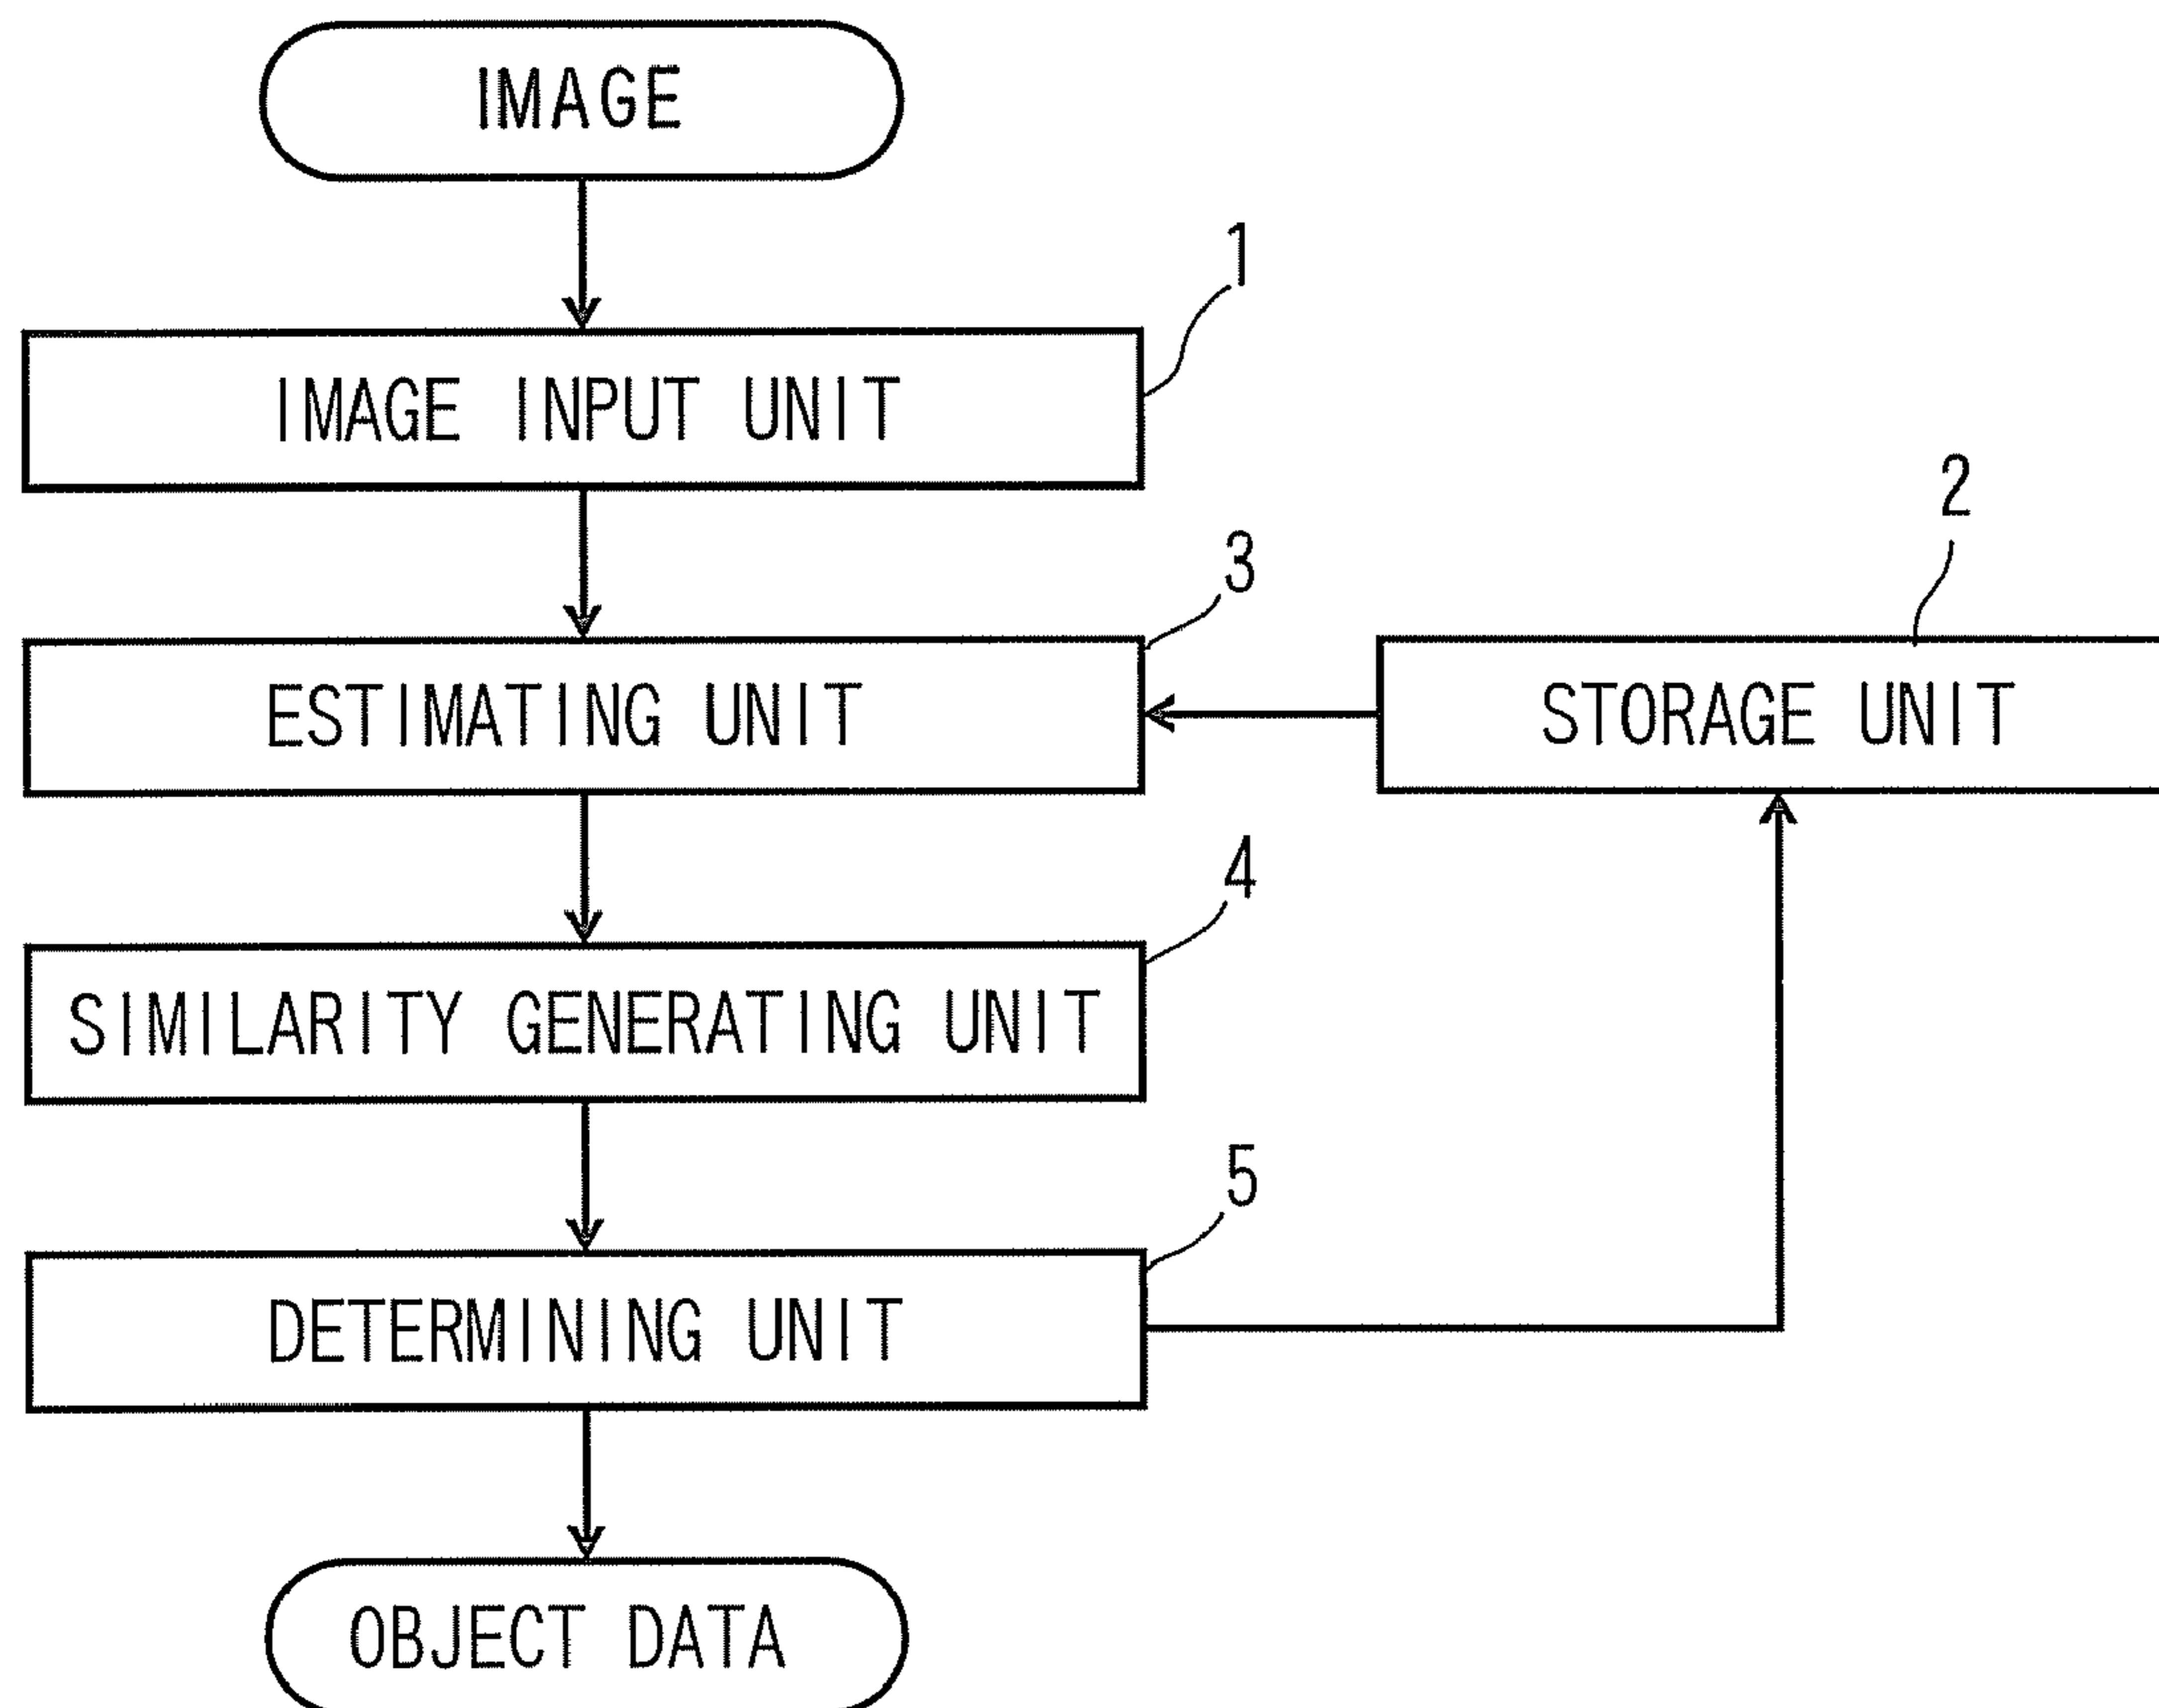 IMAGE
1
IMAGE INPUT UNIT
2
3
ESTIMATING UNIT
STORAGE UNIT
4
SIMILARITY GENERATING UNIT
5
DETERMINING UNIT
OBJECT DATA